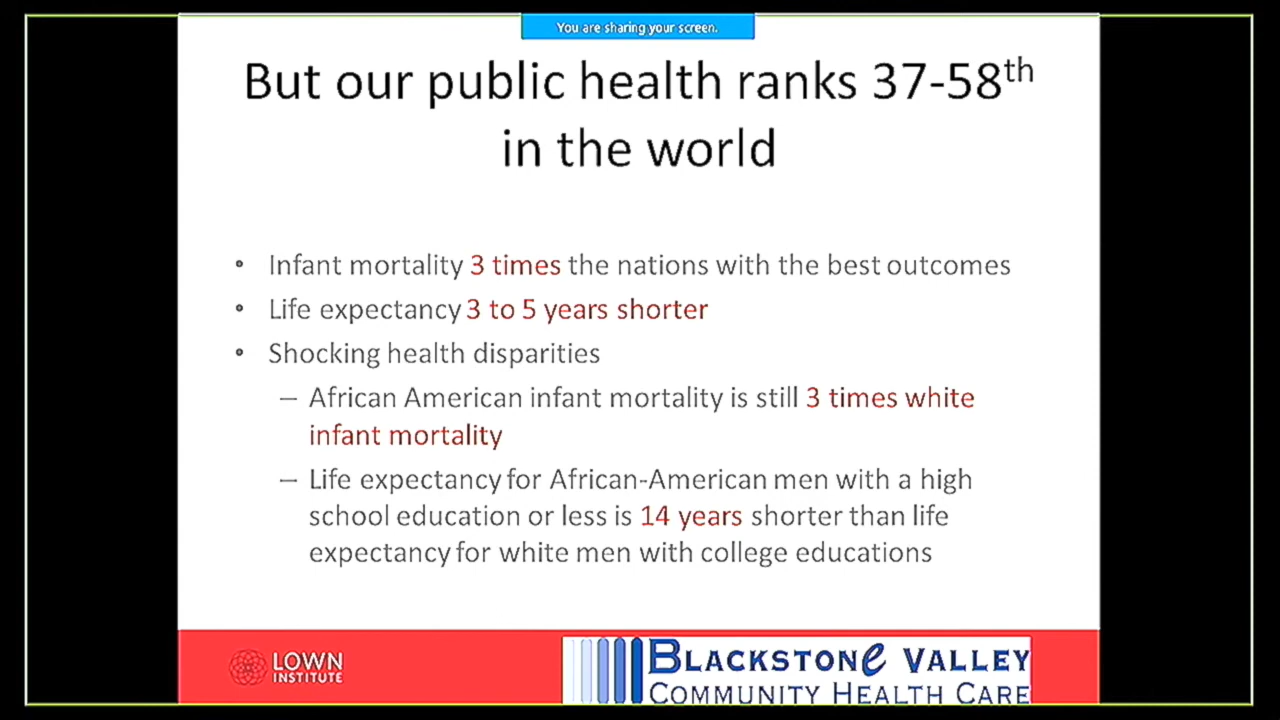 You are sharing your screen.
But our public health ranks 37-58th
in the world
• Infant mortality 3 times the nations with the best outcomes
• Life expectancy 3 to 5 years shorter
• Shocking health disparities
– African American infant mortality is still 3 times white
infant mortality
– Life expectancy for African-American men with a high
school education or less is 14 years shorter than life
expectancy for white men with college educations
LOWN
INSTITUTE
BLACKSTONe VALLEY
COMMUNITY HEALTH CARE